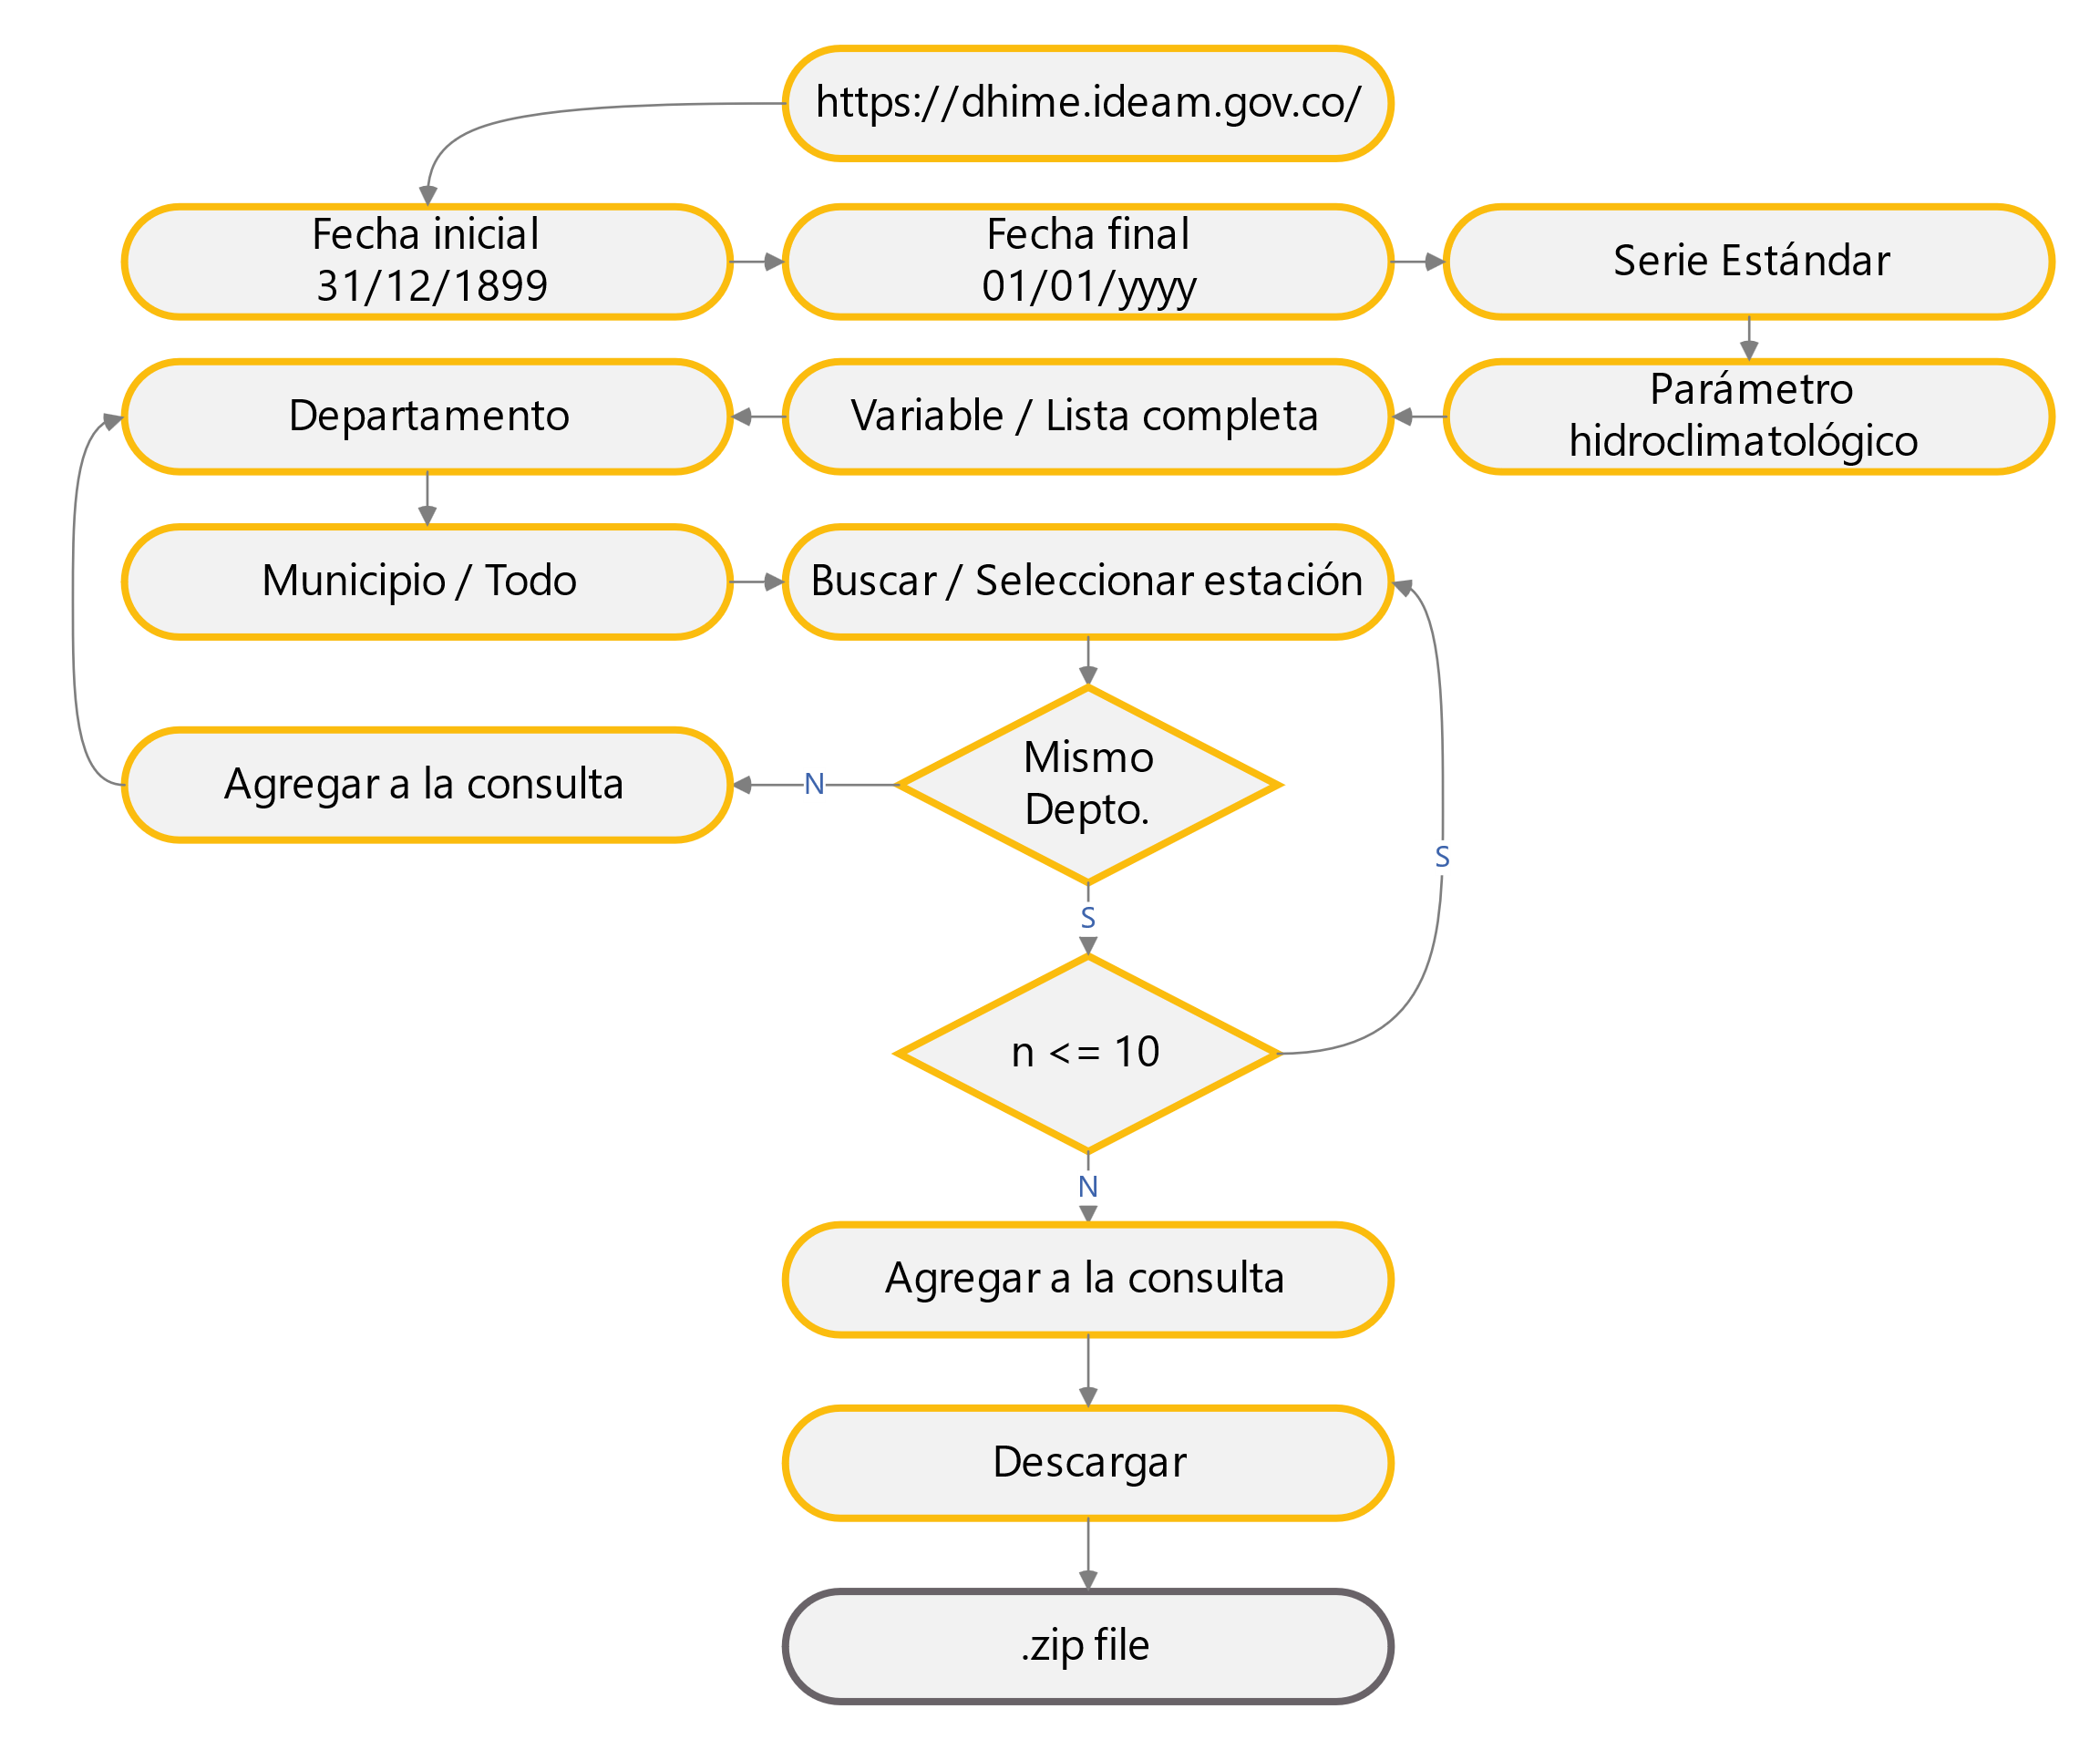 https://dhime.ideam.gov.co/
Fecha inicial
31/12/1899
Fecha final
01/01/yyyy
Serie Estándar
Parámetro
hidroclimatológico
Variable / Lista completa
Departamento
Municipio / Todo
Buscar / Seleccionar estación
Mismo
Depto.
N
Agregar a la consulta
S
S
n <= 10
N
Agregar a la consulta
Descargar
.zip file